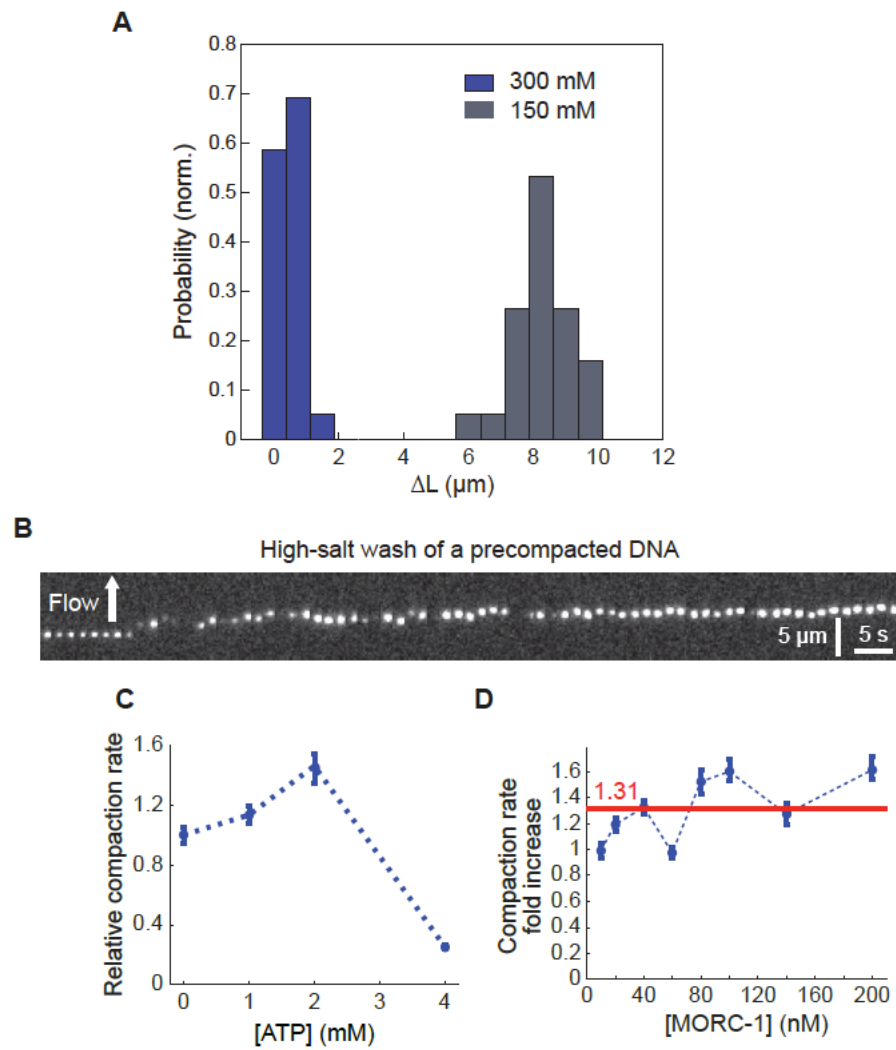 A
0.8
0.7
0.6
0.5
0.4
0.3
0.2
0.1
0
Probability (norm.)
300 mM
150 mM
0 2 4 6 8 10 12
ΔL (µm)
B
High-salt wash of a precompacted DNA
Flow
5 µm
5 s
C
1.6
1.2
0.8
0.4
0
Relative compaction rate
0 1 2 3 4
[ATP] (mM)
D
1.6
1.4
1.2
1
0.8
0.6
0.4
0.2
0
Compaction rate
fold increase
1.31
0 40 80 120 160 200
[MORC-1] (nM)